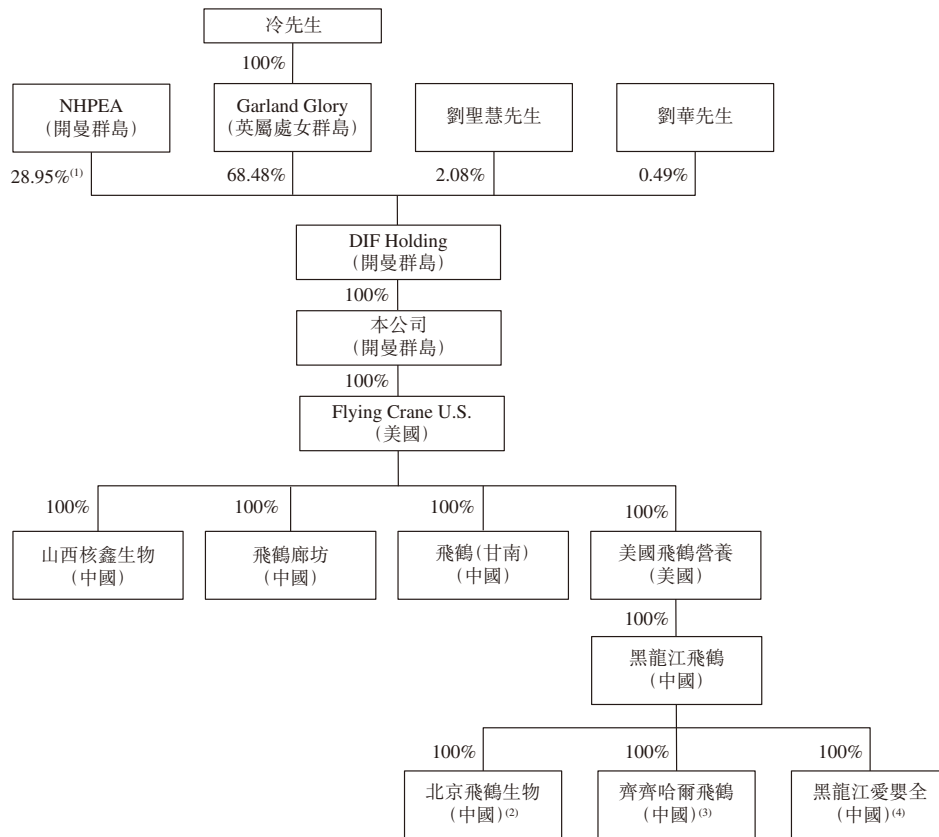 冷先生
100%
NHPEA
(開曼群島)
Garland Glory
(英屬處女群島)
劉聖慧先生
劉華先生
28.95%(1)
68.48%
2.08%
0.49%
DIF Holding
(開曼群島)
100%
本公司
(開曼群島)
100%
Flying Crane U.S.
(美國)
100%
100%
100%
100%
山西核鑫生物
(中國)
飛鶴廊坊
(中國)
飛鶴(甘南)
(中國)
美國飛鶴營養
(美國)
100%
黑龍江飛鶴
(中國)
100%
100%
100%
北京飛鶴生物
(中國)(2)
齊齊哈爾飛鶴
(中國)(3)
黑龍江愛嬰全
(中國)(4)